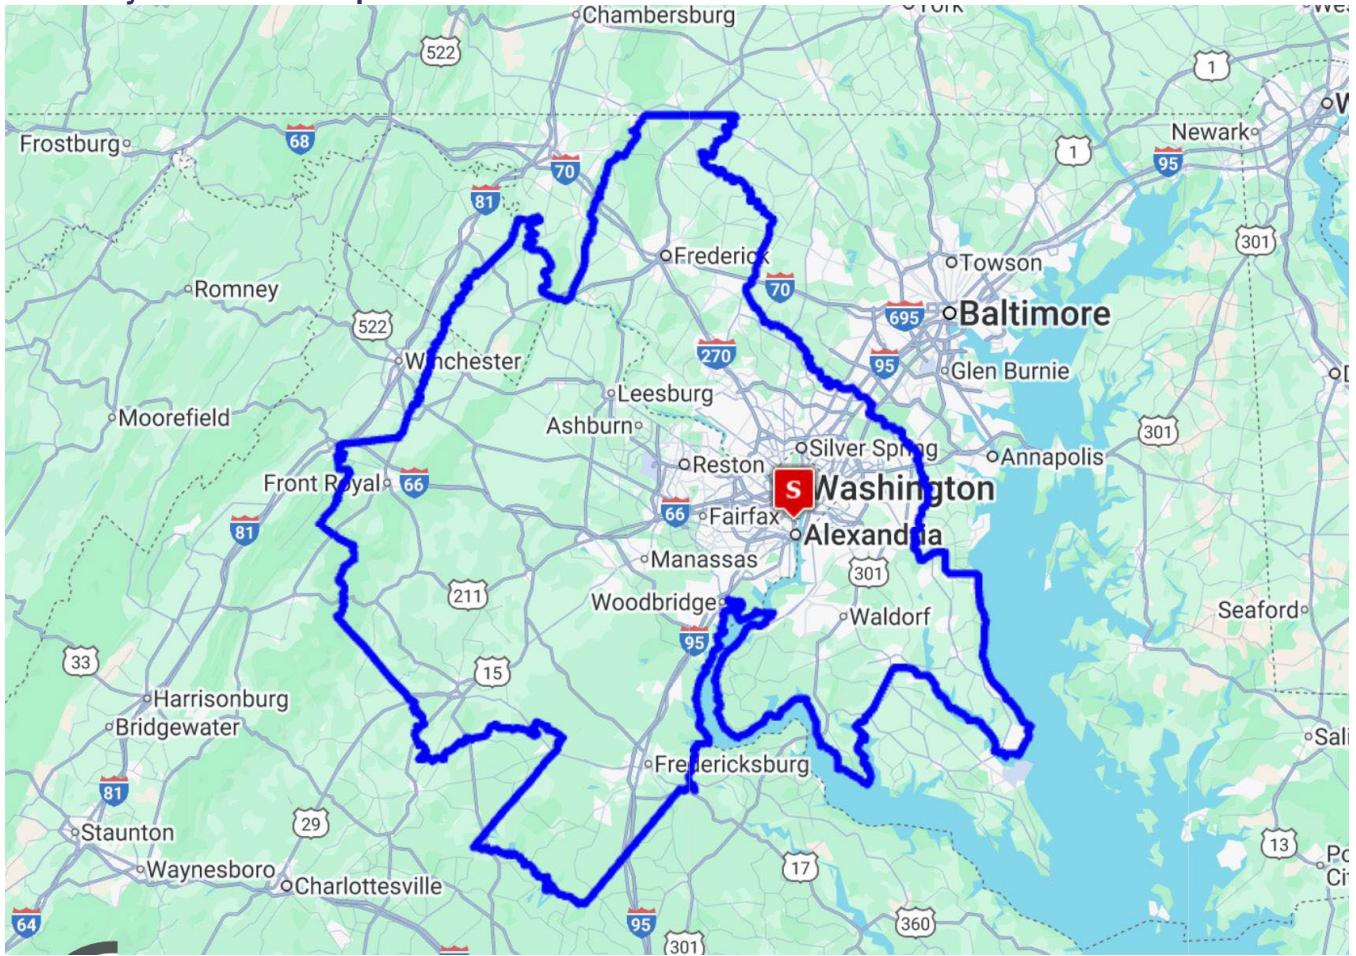 Chambersburg
522
1
Frostburg
68
Newark
1
70
95
81
301
Frederick
Towson
70
Romney
695
Baltimore
522
270
95
Winchester
Glen Burnie
Leesburg
Moorefield
Ashburn
301
Silver Spring
Annapolis
Reston
Front Royal
66
S
Washington
66
Fairfax
81
Alexandria
Manassas
301
211
Woodbridge
Seaford
Waldorf
95
33
15
Harrisonburg
Bridgewater
Fredericksburg
81
29
Staunton
13
Waynesboro
17
Charlottesville
64
95
360
301